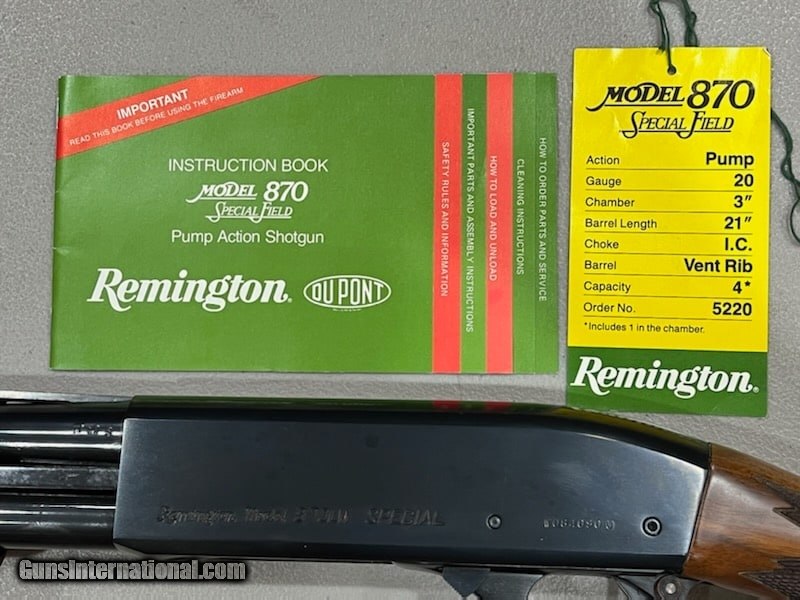 IMPORTANT
READ THIS BOOK BEFORE USING THE FIREARM
INSTRUCTION BOOK
MODEL 870
SPECIAL FIELD
Pump Action Shotgun
Remington®
DU PONT
SAFETY RULES AND INFORMATION
IMPORTANT PARTS AND ASSEMBLY INSTRUCTIONS
HOW TO LOAD AND UNLOAD
CLEANING INSTRUCTIONS
HOW TO ORDER PARTS AND SERVICE
MODEL 870
SPECIAL FIELD
Action Pump
Gauge 20
Chamber 3"
Barrel Length 21"
Choke I.C.
Barrel Vent Rib
Capacity 4*
Order No. 5220
*Includes 1 in the chamber.
Remington®
Remington Model SPECIAL
GunsInternational.com